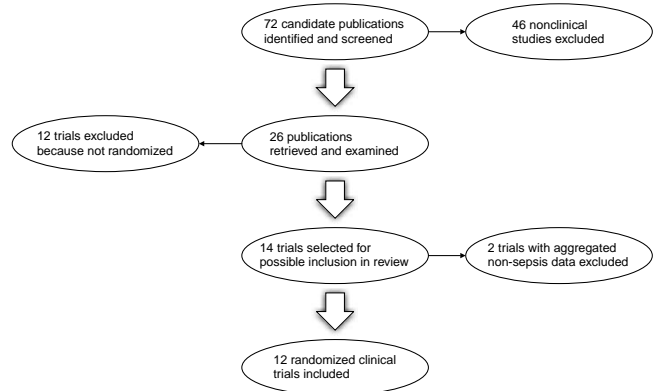 72 candidate publications
identified and screened
46 nonclinical
studies excluded
12 trials excluded
because not randomized
26 publications
retrieved and examined
14 trials selected for
possible inclusion in review
2 trials with aggregated
non-sepsis data excluded
12 randomized clinical
trials included